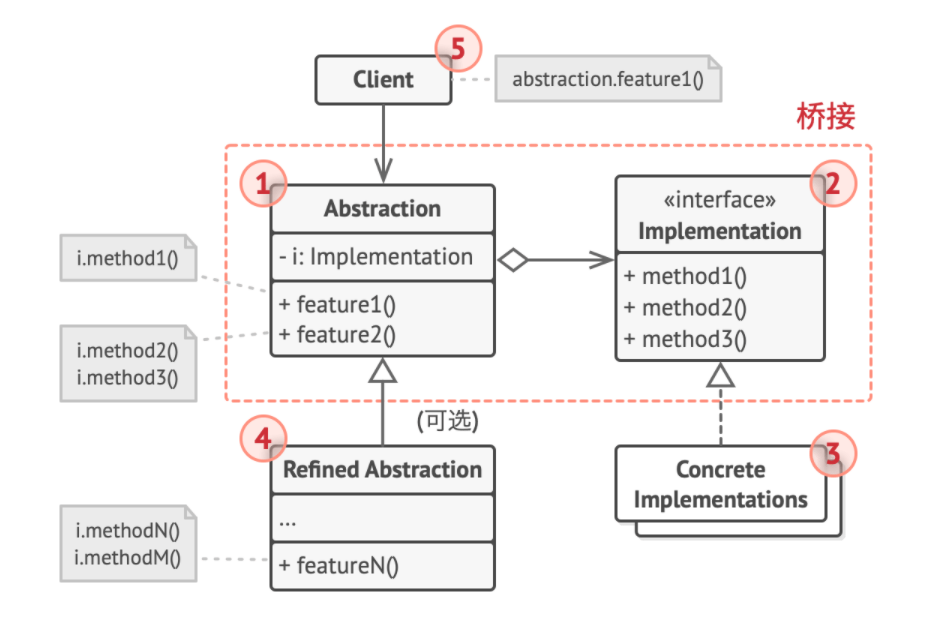 5
Client
abstraction.feature1()
桥接
1
Abstraction
- i: Implementation
+ feature1()
+ feature2()
2
«interface»
Implementation
+ method1()
+ method2()
+ method3()
i.method1()
i.method2()
i.method3()
(可选)
4
Refined Abstraction
...
+ featureN()
3
Concrete
Implementations
i.methodN()
i.methodM()